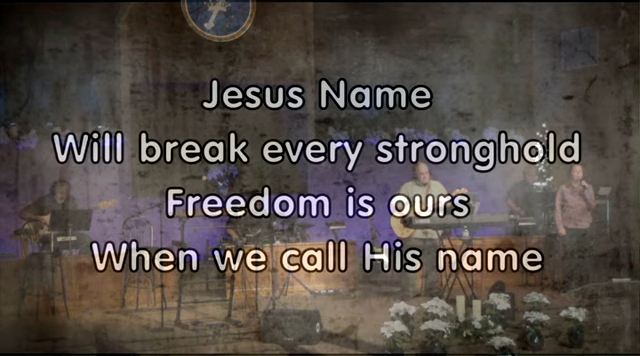 Jesus Name
Will break every stronghold
Freedom is ours
When we call His name